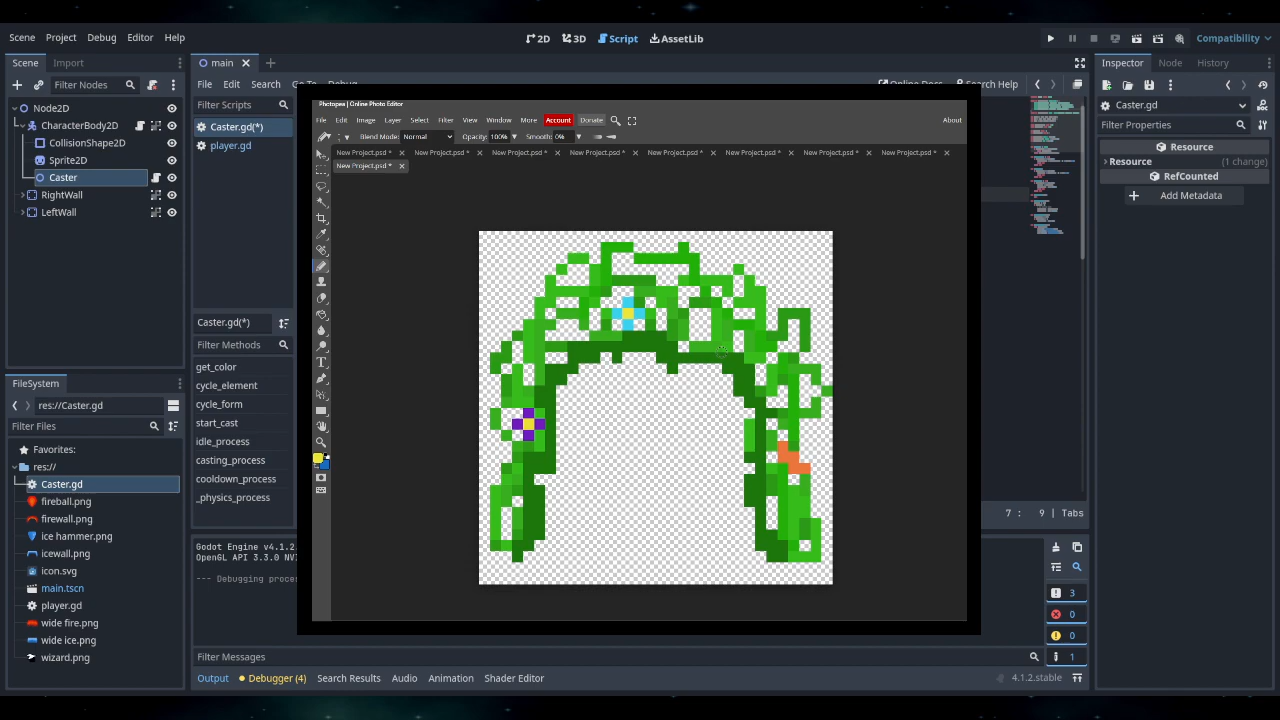 Scene Project Debug Editor Help
2D 3D Script AssetLib
Compatibility
Scene Import
Filter Nodes
Node2D
CharacterBody2D
CollisionShape2D
Sprite2D
Caster
RightWall
LeftWall
FileSystem
res://Caster.gd
Filter Files
Favorites:
res://
Caster.gd
fireball.png
firewall.png
ice hammer.png
icewall.png
icon.svg
main.tscn
player.gd
wide fire.png
wide ice.png
wizard.png
main
File Edit Search Go To Debug
Online Docs Search Help
Filter Scripts
Caster.gd(*)
player.gd
Caster.gd(*)
Filter Methods
get_color
cycle_element
cycle_form
start_cast
idle_process
casting_process
cooldown_process
_physics_process
Photopea | Online Photo Editor
File Edit Image Layer Select Filter View Window More Account Donate
About
Blend Mode: Normal Opacity: 100% Smooth: 0%
New Project.psd * New Project.psd * New Project.psd * New Project.psd * New Project.psd * New Project.psd * New Project.psd * New Project.psd *
New Project.psd *
7 : 9 | Tabs
Godot Engine v4.1.2.
OpenGL API 3.3.0 NVI
--- Debugging proces
3
0
0
1
Filter Messages
Output Debugger (4) Search Results Audio Animation Shader Editor
4.1.2.stable
Inspector Node History
Caster.gd
Filter Properties
Resource
Resource (1 change)
RefCounted
Add Metadata